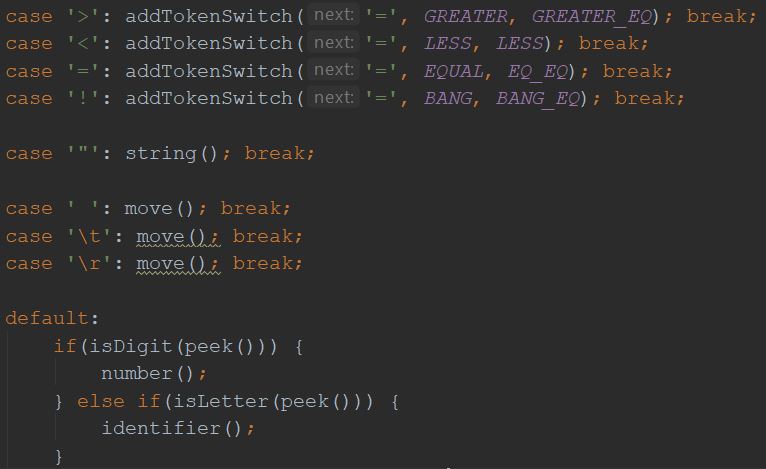 case '>': addTokenSwitch( next: '=', GREATER, GREATER_EQ); break;
case '<': addTokenSwitch( next: '=', LESS, LESS); break;
case '=': addTokenSwitch( next: '=', EQUAL, EQ_EQ); break;
case '!': addTokenSwitch( next: '=', BANG, BANG_EQ); break;
case '"': string(); break;
case ' ': move(); break;
case '\t': move(); break;
case '\r': move(); break;
default:
if(isDigit(peek())) {
number();
} else if(isLetter(peek())) {
identifier();
}